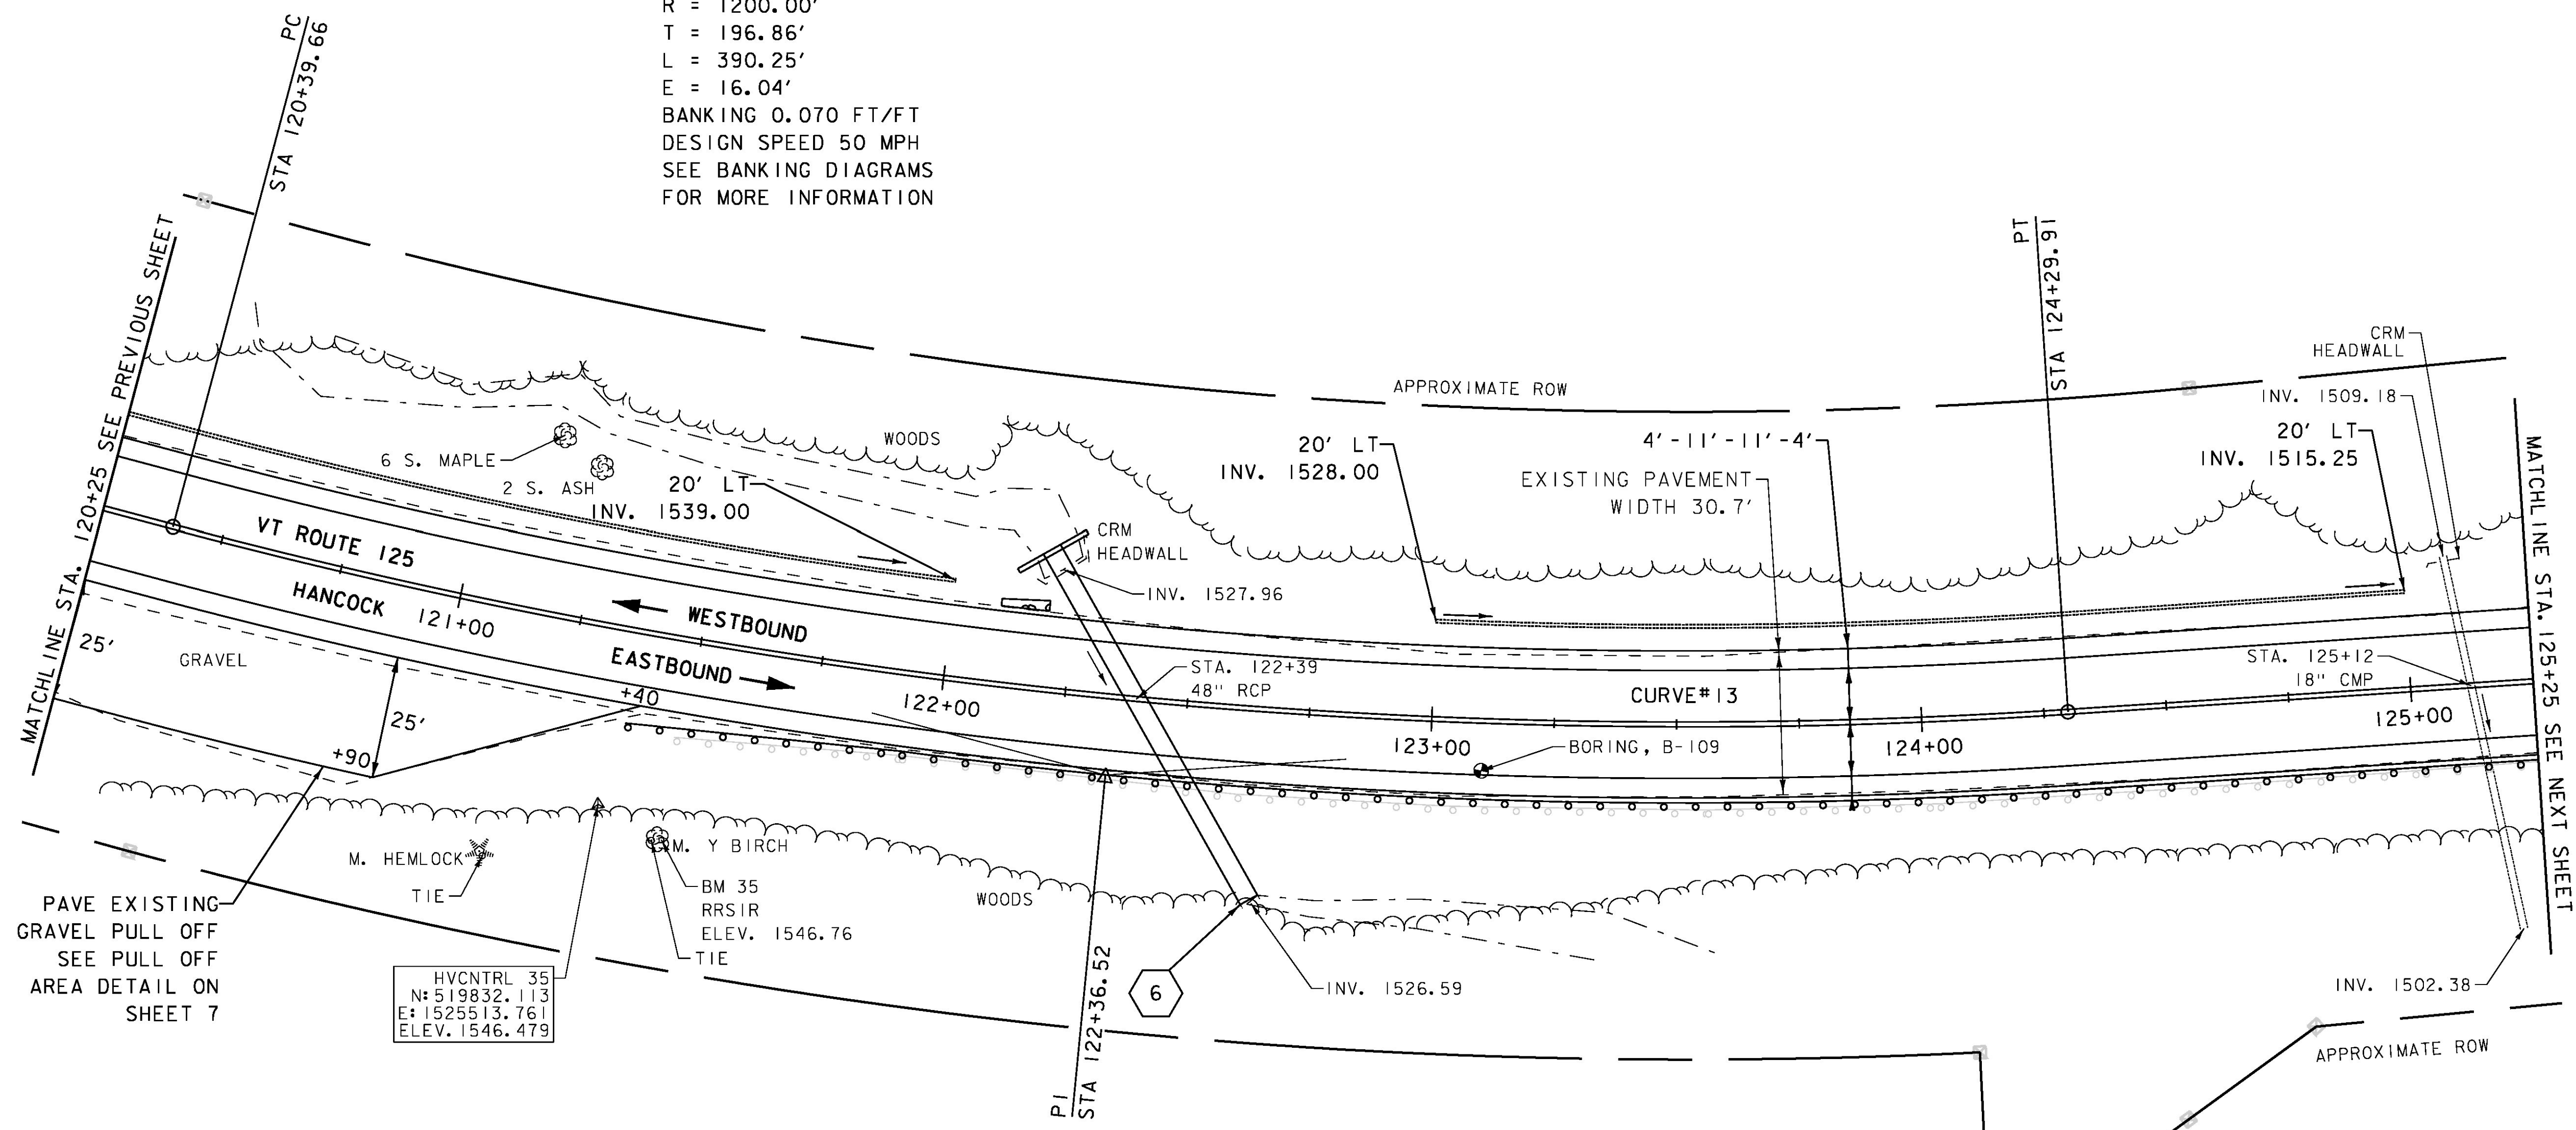 R = 1200.00'
T = 196.86'
L = 390.25'
E = 16.04'
BANKING 0.070 FT/FT
DESIGN SPEED 50 MPH
SEE BANKING DIAGRAMS
FOR MORE INFORMATION
PC
STA 120+39.66
MATCHLINE STA. 120+25 SEE PREVIOUS SHEET
PT
STA 124+29.91
CRM
HEADWALL
APPROXIMATE ROW
INV. 1509.18
20' LT
INV. 1515.25
WOODS
20' LT
INV. 1528.00
4'-11'-11'-4'
EXISTING PAVEMENT
WIDTH 30.7'
6 S. MAPLE
2 S. ASH
20' LT
INV. 1539.00
CRM
HEADWALL
INV. 1527.96
VT ROUTE 125
HANCOCK
121+00
WESTBOUND
EASTBOUND
25'
GRAVEL
25'
+40
+90
122+00
STA. 122+39
48" RCP
CURVE#13
123+00
BORING, B-109
124+00
STA. 125+12
18" CMP
125+00
MATCHLINE STA. 125+25 SEE NEXT SHEET
M. HEMLOCK
TIE
M. Y BIRCH
BM 35
RRSIR
ELEV. 1546.76
TIE
WOODS
PAVE EXISTING
GRAVEL PULL OFF
SEE PULL OFF
AREA DETAIL ON
SHEET 7
HVCNTRL 35
N:519832.113
E:1525513.761
ELEV.1546.479
PI
STA 122+36.52
6
INV. 1526.59
INV. 1502.38
APPROXIMATE ROW